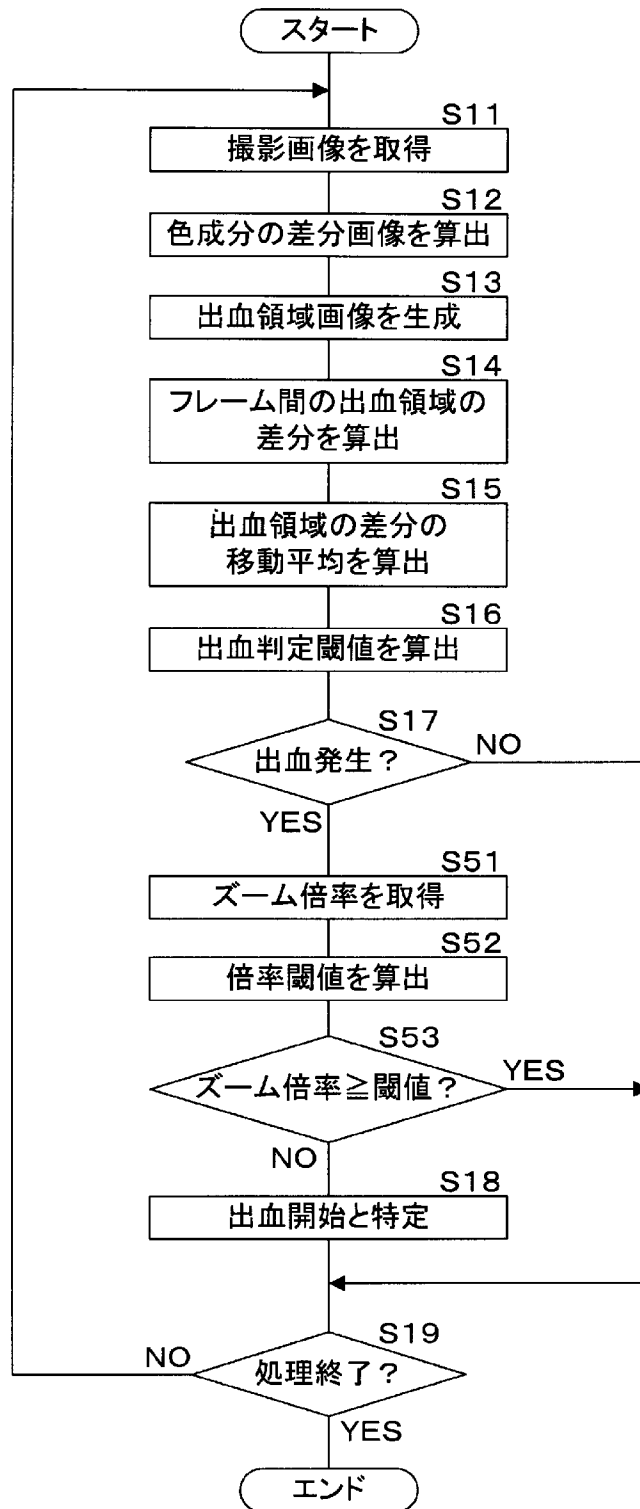 スタート
S11
撮影画像を取得
S12
色成分の差分画像を算出
S13
出血領域画像を生成
S14
フレーム間の出血領域の
差分を算出
S15
出血領域の差分の
移動平均を算出
S16
出血判定閾値を算出
S17
出血発生?
NO
YES
S51
ズーム倍率を取得
S52
倍率閾値を算出
S53
ズーム倍率≧閾値?
YES
NO
S18
出血開始と特定
S19
NO
処理終了?
YES
エンド